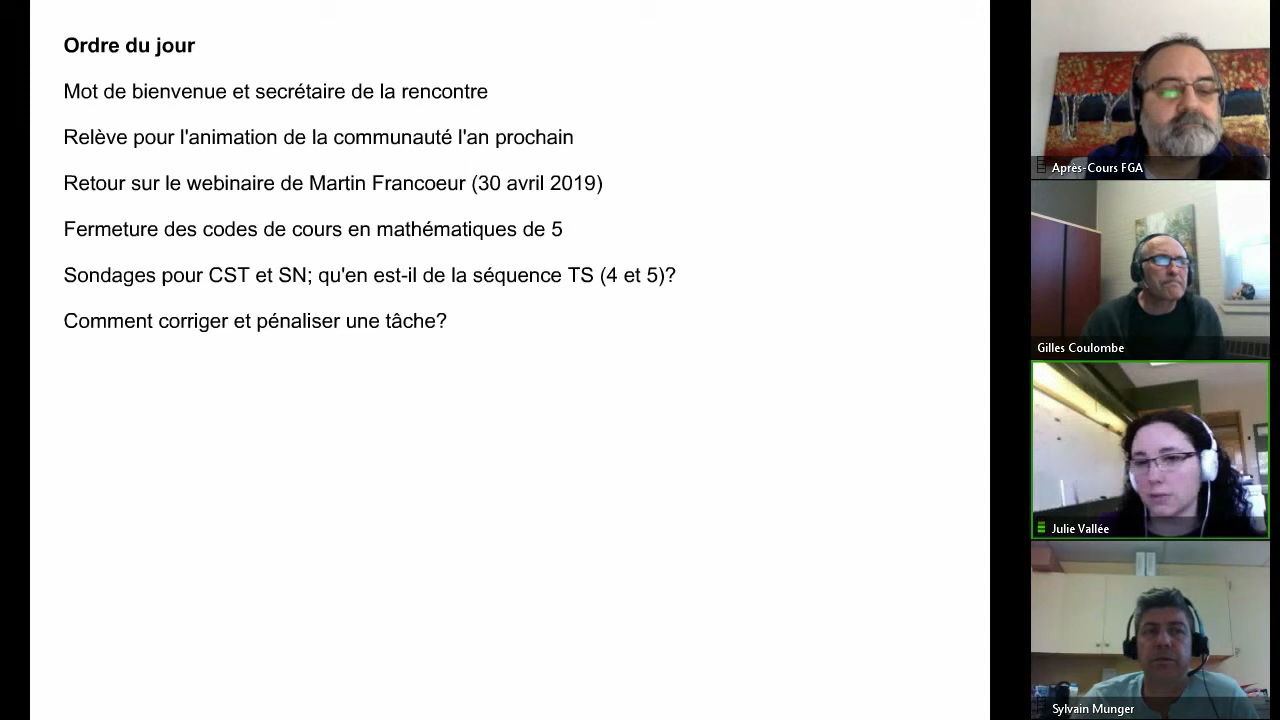 Ordre du jour
Mot de bienvenue et secrétaire de la rencontre
Relève pour l'animation de la communauté l'an prochain
Retour sur le webinaire de Martin Francoeur (30 avril 2019)
Fermeture des codes de cours en mathématiques de 5
Sondages pour CST et SN; qu'en est-il de la séquence TS (4 et 5)?
Comment corriger et pénaliser une tâche?
Après-Cours FGA
Gilles Coulombe
Julie Vallée
Sylvain Munger